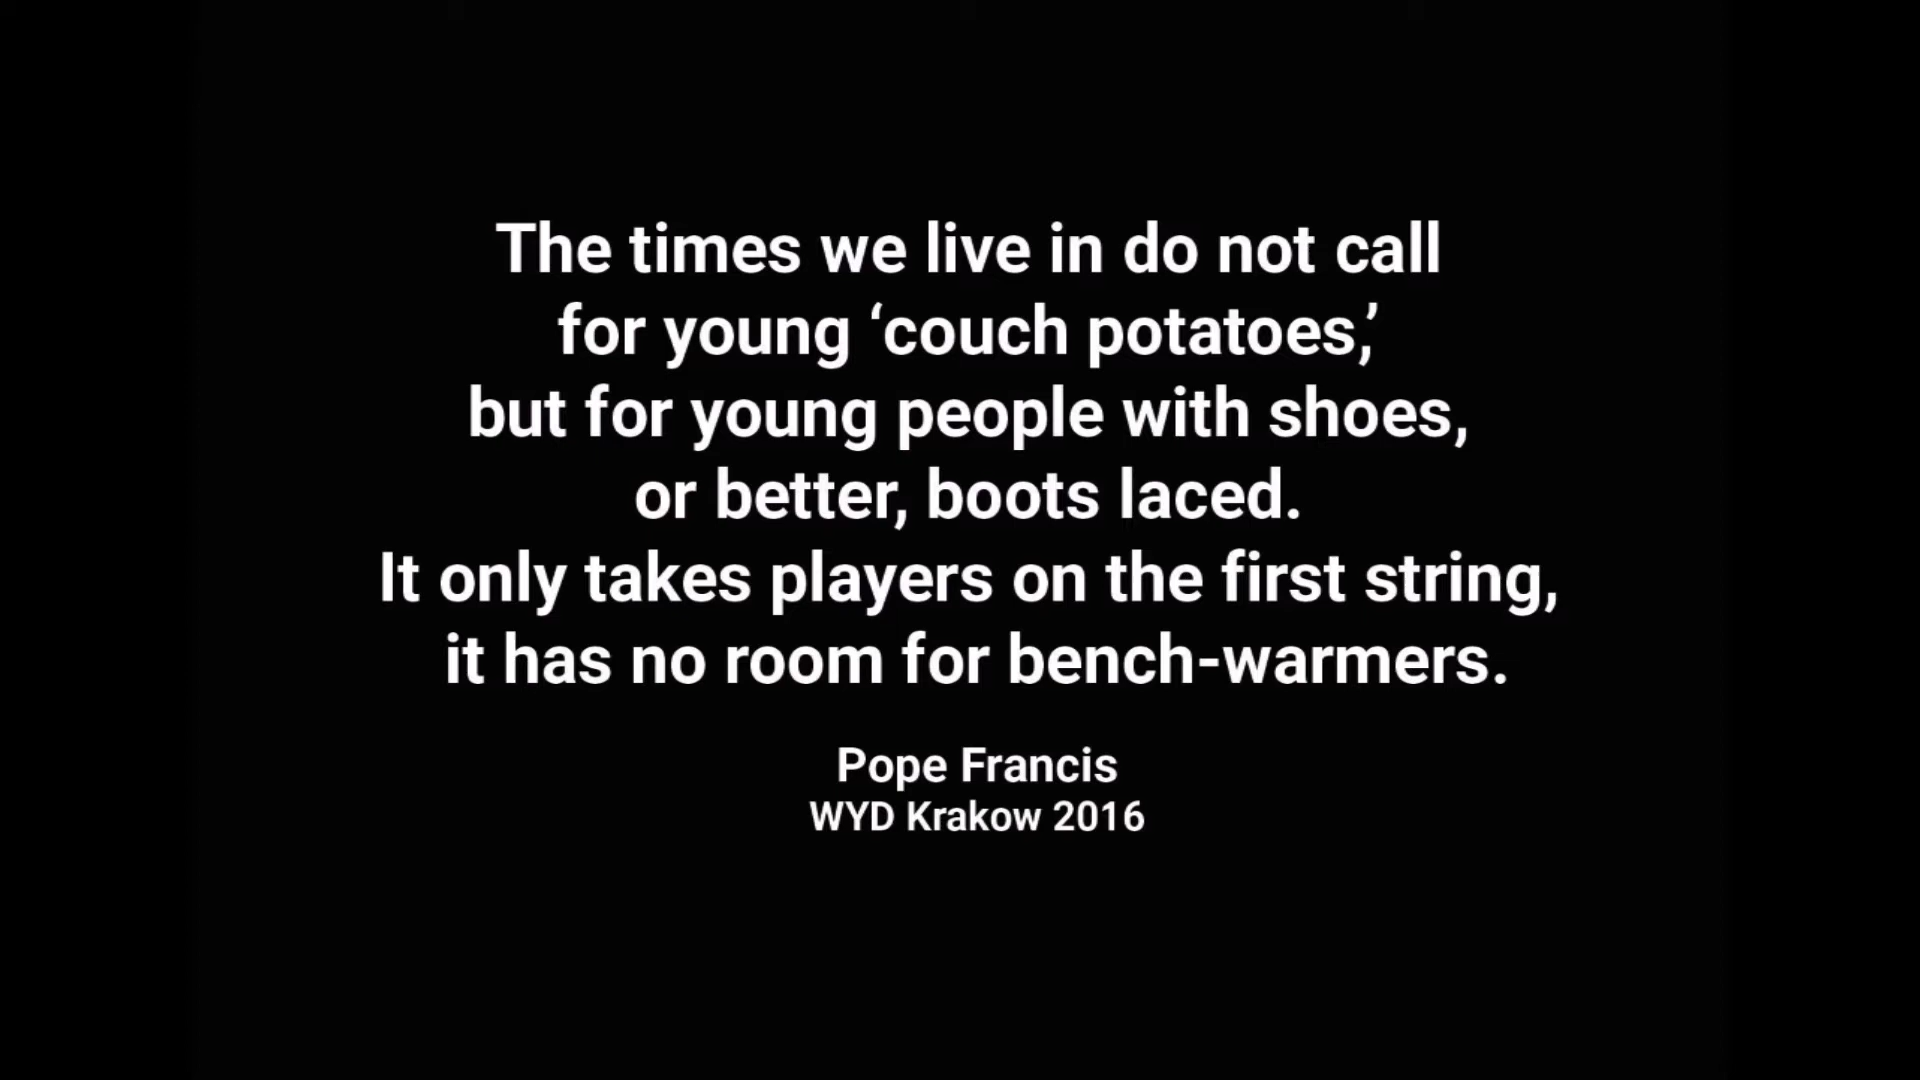 The times we live in do not call
for young ‘couch potatoes,’
but for young people with shoes,
or better, boots laced.
It only takes players on the first string,
it has no room for bench-warmers.
Pope Francis
WYD Krakow 2016